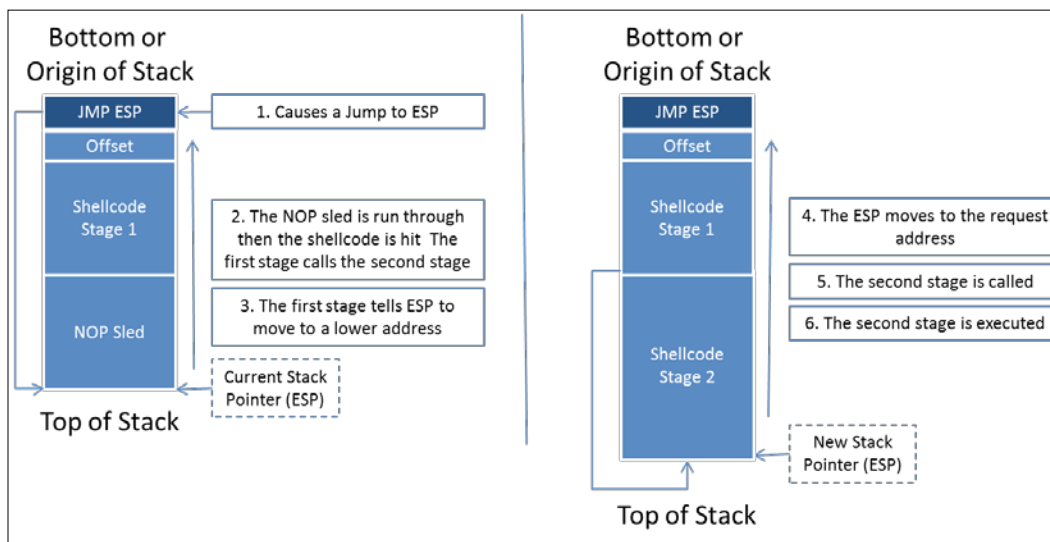 Bottom or
Origin of Stack
JMP ESP
1. Causes a Jump to ESP
Offset
Shellcode
Stage 1
2. The NOP sled is run through
then the shellcode is hit The
first stage calls the second stage
3. The first stage tells ESP to
move to a lower address
NOP Sled
Current Stack
Pointer (ESP)
Top of Stack
Bottom or
Origin of Stack
JMP ESP
Offset
Shellcode
Stage 1
4. The ESP moves to the request
address
5. The second stage is called
6. The second stage is executed
Shellcode
Stage 2
New Stack
Pointer (ESP)
Top of Stack